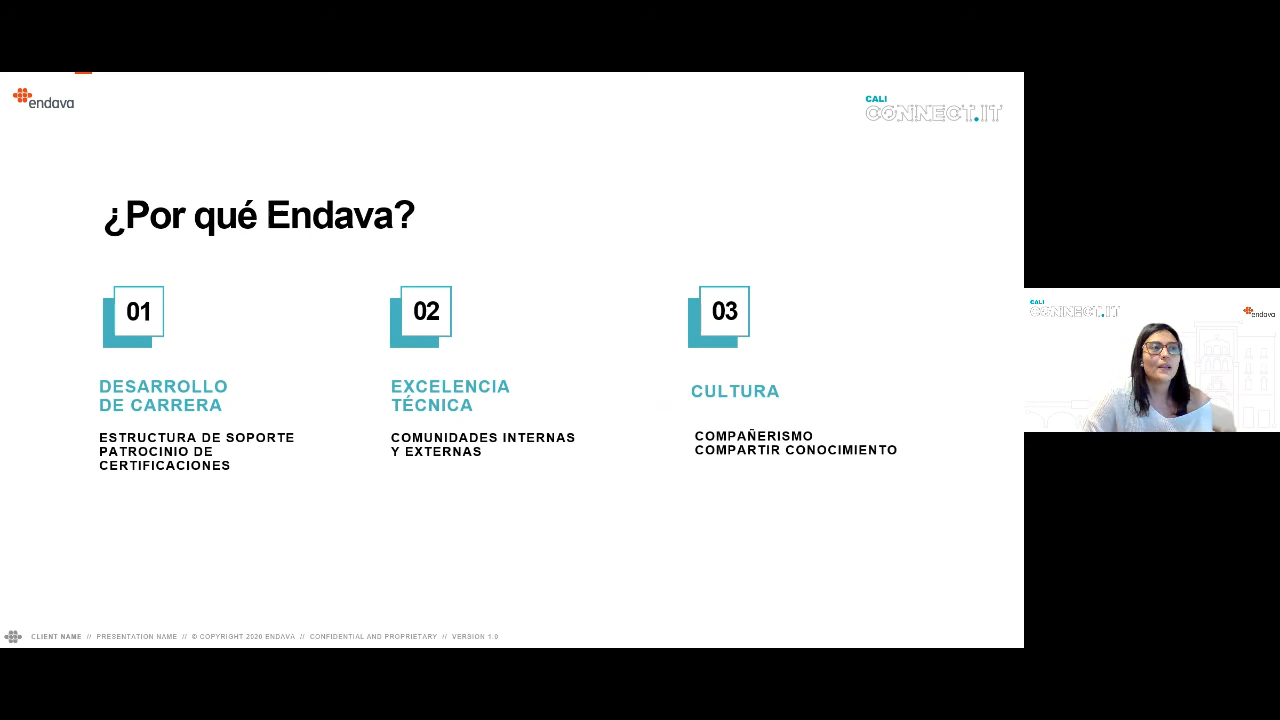 endava
CALI
CONNECT.IT
¿Por qué Endava?
01
02
03
DESARROLLO
DE CARRERA
EXCELENCIA
TÉCNICA
CULTURA
ESTRUCTURA DE SOPORTE
PATROCINIO DE
CERTIFICACIONES
COMUNIDADES INTERNAS
Y EXTERNAS
COMPAÑERISMO
COMPARTIR CONOCIMIENTO
CLIENT NAME // PRESENTATION NAME // © COPYRIGHT 2020 ENDAVA // CONFIDENTIAL AND PROPRIETARY // VERSION 1.0
CALI
CONNECT.IT
endava